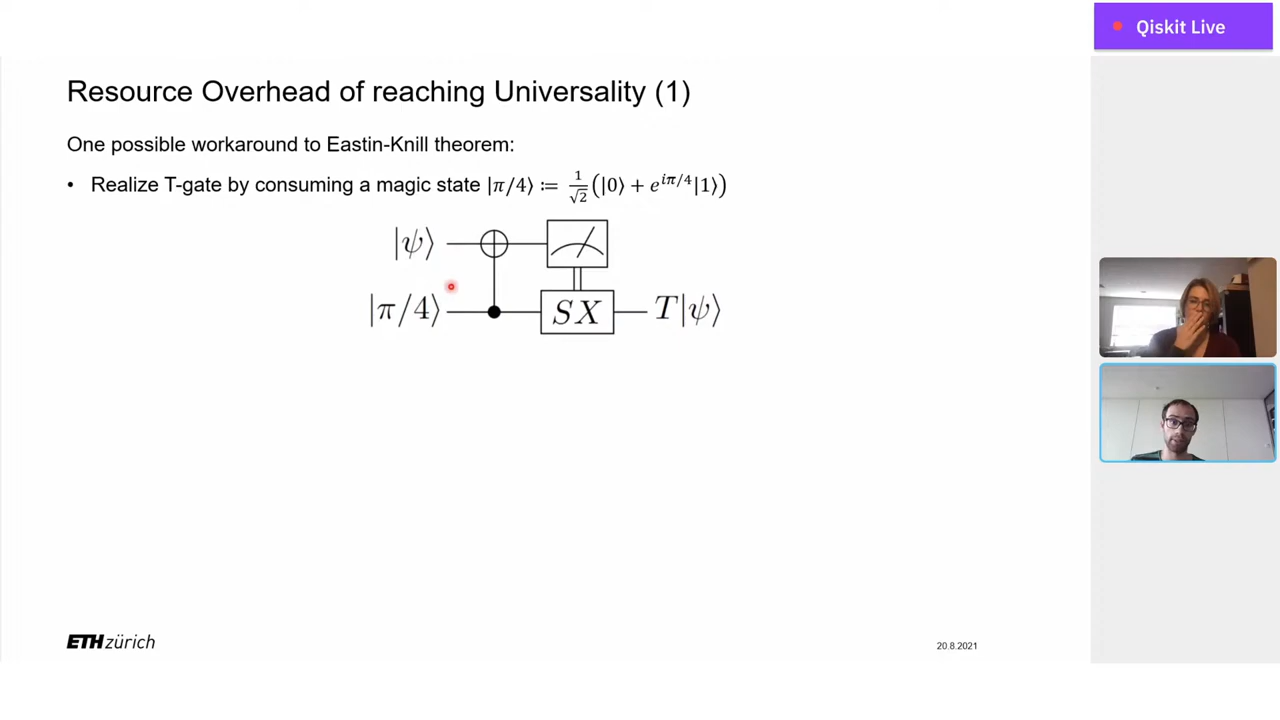 Qiskit Live
Resource Overhead of reaching Universality (1)
One possible workaround to Eastin-Knill theorem:
• Realize T-gate by consuming a magic state |π/4⟩ ≔ 1/√2 (|0⟩ + e^{iπ/4}|1⟩)
|ψ⟩
|π/4⟩ SX T|ψ⟩
ETH zürich
20.8.2021